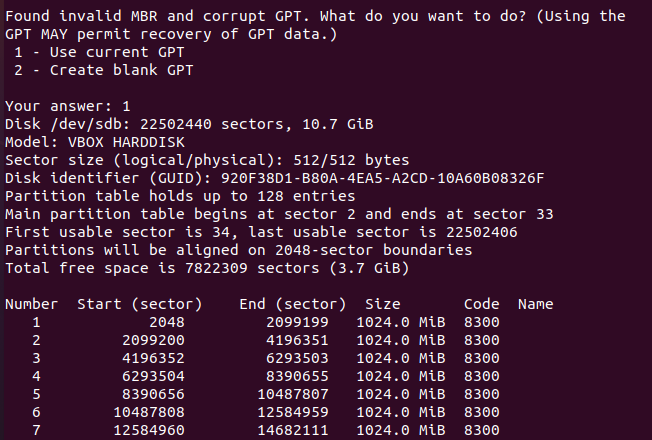 Found invalid MBR and corrupt GPT. What do you want to do? (Using the
GPT MAY permit recovery of GPT data.)
1 - Use current GPT
2 - Create blank GPT
Your answer: 1
Disk /dev/sdb: 22502440 sectors, 10.7 GiB
Model: VBOX HARDDISK
Sector size (logical/physical): 512/512 bytes
Disk identifier (GUID): 920F38D1-B80A-4EA5-A2CD-10A60B08326F
Partition table holds up to 128 entries
Main partition table begins at sector 2 and ends at sector 33
First usable sector is 34, last usable sector is 22502406
Partitions will be aligned on 2048-sector boundaries
Total free space is 7822309 sectors (3.7 GiB)
Number Start (sector) End (sector) Size Code Name
1 2048 2099199 1024.0 MiB 8300
2 2099200 4196351 1024.0 MiB 8300
3 4196352 6293503 1024.0 MiB 8300
4 6293504 8390655 1024.0 MiB 8300
5 8390656 10487807 1024.0 MiB 8300
6 10487808 12584959 1024.0 MiB 8300
7 12584960 14682111 1024.0 MiB 8300